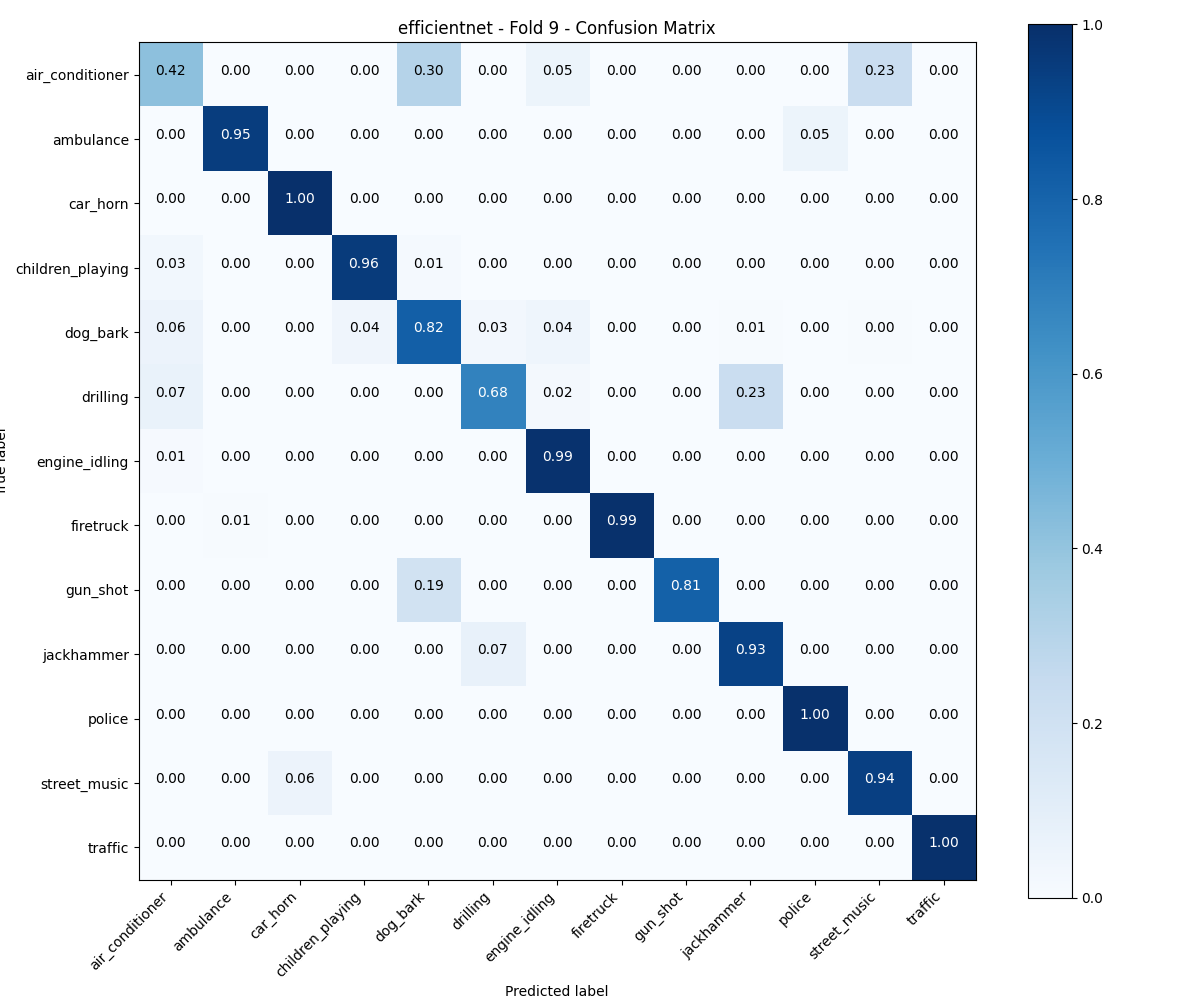 efficientnet - Fold 9 - Confusion Matrix
air_conditioner 0.42 0.00 0.00 0.00 0.30 0.00 0.05 0.00 0.00 0.00 0.00 0.23 0.00
ambulance 0.00 0.95 0.00 0.00 0.00 0.00 0.00 0.00 0.00 0.00 0.05 0.00 0.00
car_horn 0.00 0.00 1.00 0.00 0.00 0.00 0.00 0.00 0.00 0.00 0.00 0.00 0.00
children_playing 0.03 0.00 0.00 0.96 0.01 0.00 0.00 0.00 0.00 0.00 0.00 0.00 0.00
dog_bark 0.06 0.00 0.00 0.04 0.82 0.03 0.04 0.00 0.00 0.01 0.00 0.00 0.00
drilling 0.07 0.00 0.00 0.00 0.00 0.68 0.02 0.00 0.00 0.23 0.00 0.00 0.00
engine_idling 0.01 0.00 0.00 0.00 0.00 0.00 0.99 0.00 0.00 0.00 0.00 0.00 0.00
firetruck 0.00 0.01 0.00 0.00 0.00 0.00 0.00 0.99 0.00 0.00 0.00 0.00 0.00
gun_shot 0.00 0.00 0.00 0.00 0.19 0.00 0.00 0.00 0.81 0.00 0.00 0.00 0.00
jackhammer 0.00 0.00 0.00 0.00 0.00 0.07 0.00 0.00 0.00 0.93 0.00 0.00 0.00
police 0.00 0.00 0.00 0.00 0.00 0.00 0.00 0.00 0.00 0.00 1.00 0.00 0.00
street_music 0.00 0.00 0.06 0.00 0.00 0.00 0.00 0.00 0.00 0.00 0.00 0.94 0.00
traffic 0.00 0.00 0.00 0.00 0.00 0.00 0.00 0.00 0.00 0.00 0.00 0.00 1.00
air_conditioner ambulance car_horn children_playing dog_bark drilling engine_idling firetruck gun_shot jackhammer police street_music traffic
Predicted label
1.0
0.8
0.6
0.4
0.2
0.0